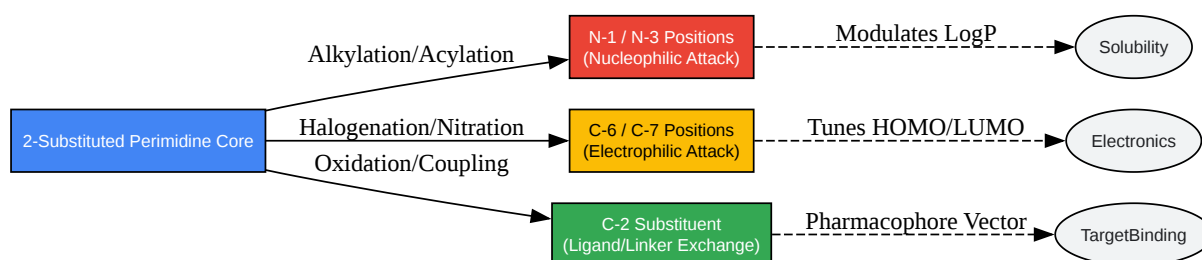 Alkylation/Acylation
N-1 / N-3 Positions
(Nucleophilic Attack)
Modulates LogP
Solubility
2-Substituted Perimidine Core
Halogenation/Nitration
C-6 / C-7 Positions
(Electrophilic Attack)
Tunes HOMO/LUMO
Electronics
Oxidation/Coupling
C-2 Substituent
(Ligand/Linker Exchange)
Pharmacophore Vector
TargetBinding